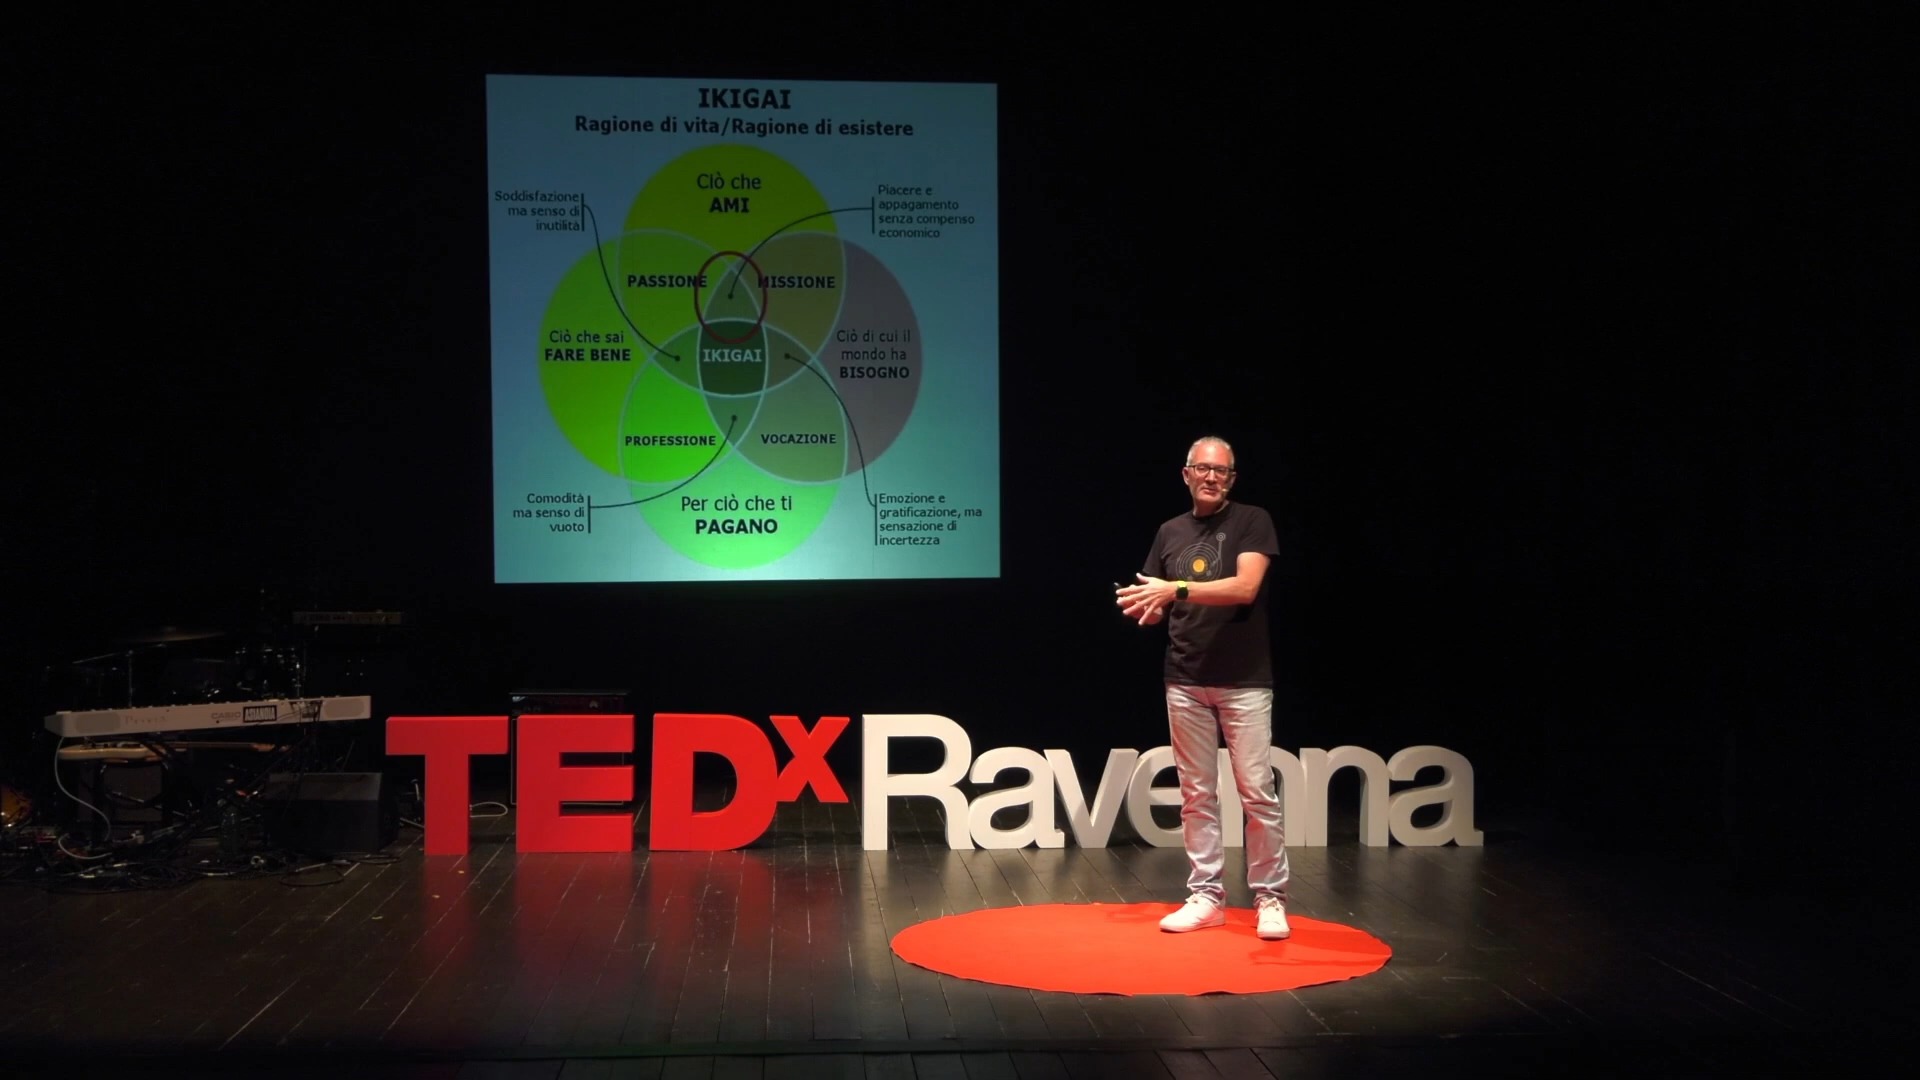 IKIGAI
Ragione di vita/Ragione di esistere
Ciò che
AMI
Soddisfazione
ma senso di
inutilità
Piacere e
appagamento
senza compenso
economico
PASSIONE
MISSIONE
Ciò che sai
FARE BENE
IKIGAI
Ciò di cui il
mondo ha
BISOGNO
PROFESSIONE
VOCAZIONE
Comodità
ma senso di
vuoto
Per ciò che ti
PAGANO
Emozione e
gratificazione, ma
sensazione di
incertezza
CASIO
TEDx Ravenna